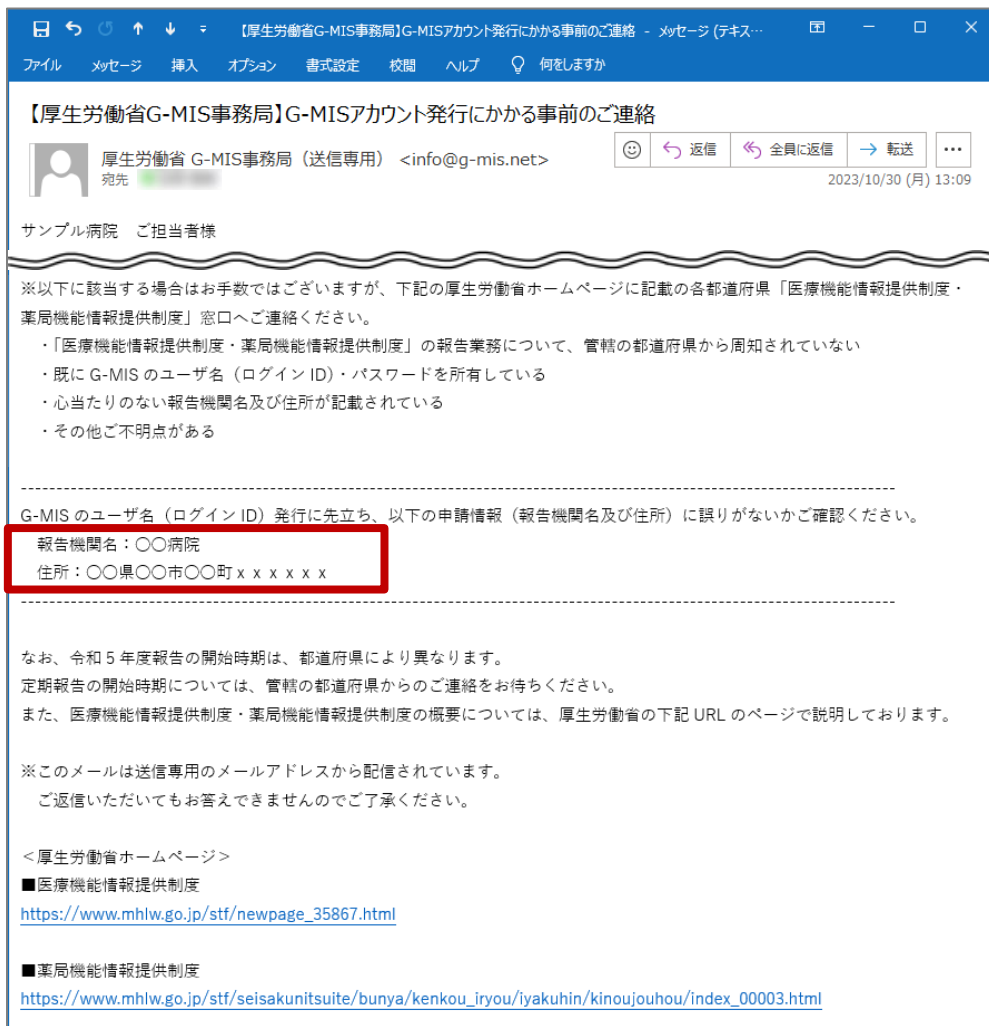 【厚生労働省G-MIS事務局】G-MISアカウント発行にかかる事前のご連絡 - メッセージ (テキス…
ファイル メッセージ 挿入 オプション 書式設定 校閲 ヘルプ 何をしますか
【厚生労働省G-MIS事務局】G-MISアカウント発行にかかる事前のご連絡
厚生労働省 G-MIS事務局（送信専用） <info@g-mis.net>
返信 全員に返信 転送
宛先
2023/10/30 (月) 13:09
サンプル病院　ご担当者様
※以下に該当する場合はお手数ではございますが、下記の厚生労働省ホームページに記載の各都道府県「医療機能情報提供制度・
薬局機能情報提供制度」窓口へご連絡ください。
・「医療機能情報提供制度・薬局機能情報提供制度」の報告業務について、管轄の都道府県から周知されていない
・既に G-MIS のユーザ名（ログイン ID）・パスワードを所有している
・心当たりのない報告機関名及び住所が記載されている
・その他ご不明点がある
--------------------------------------------------------------------------------------------------------------------------
G-MIS のユーザ名（ログイン ID）発行に先立ち、以下の申請情報（報告機関名及び住所）に誤りがないかご確認ください。
報告機関名：〇〇病院
住所：〇〇県〇〇市〇〇町ｘｘｘｘｘｘ
--------------------------------------------------------------------------------------------------------------------------
なお、令和５年度報告の開始時期は、都道府県により異なります。
定期報告の開始時期については、管轄の都道府県からのご連絡をお待ちください。
また、医療機能情報提供制度・薬局機能情報提供制度の概要については、厚生労働省の下記 URL のページで説明しております。
※このメールは送信専用のメールアドレスから配信されています。
ご返信いただいてもお答えできませんのでご了承ください。
＜厚生労働省ホームページ＞
■医療機能情報提供制度
https://www.mhlw.go.jp/stf/newpage_35867.html
■薬局機能情報提供制度
https://www.mhlw.go.jp/stf/seisakunitsuite/bunya/kenkou_iryou/iyakuhin/kinoujouhou/index_00003.html